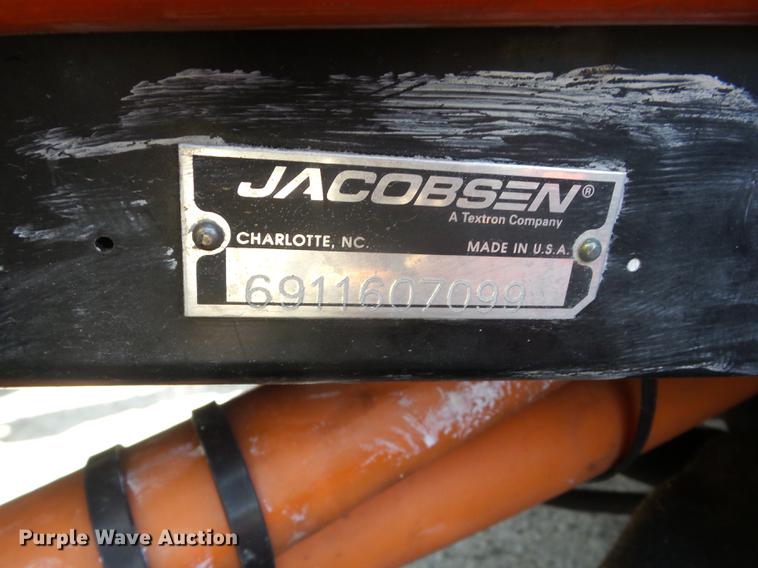 JACOBSEN®
A Textron Company
CHARLOTTE, NC. MADE IN U.S.A.
6911607099
Purple Wave Auction